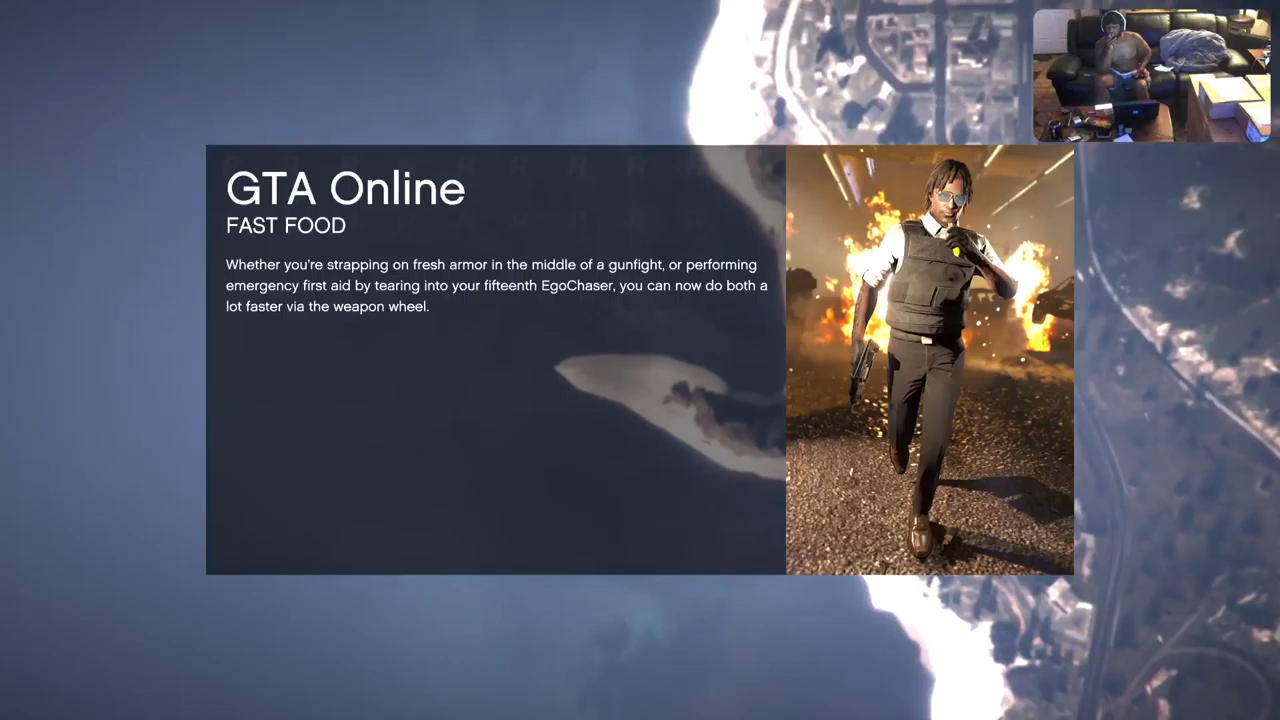 GTA Online
FAST FOOD
Whether you're strapping on fresh armor in the middle of a gunfight, or performing
emergency first aid by tearing into your fifteenth EgoChaser, you can now do both a
lot faster via the weapon wheel.